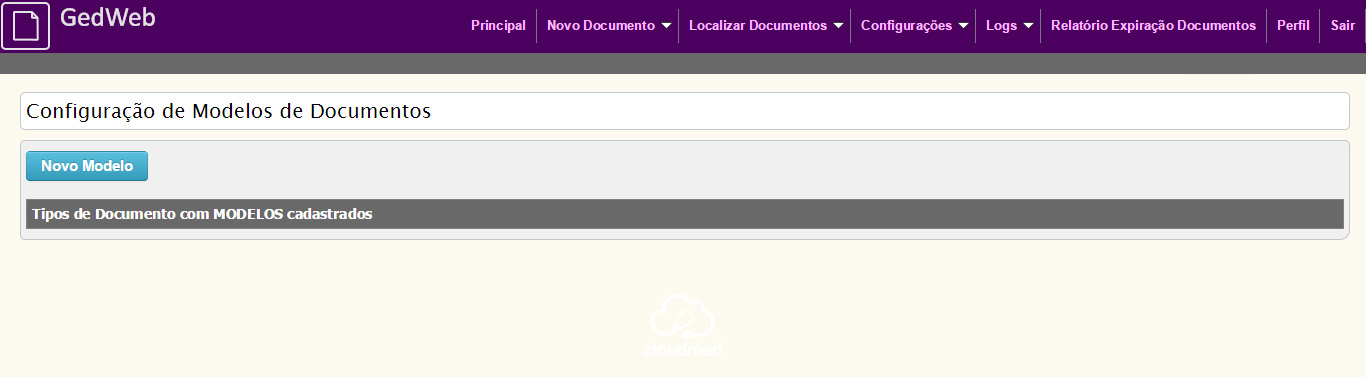 GedWeb
Principal Novo Documento Localizar Documentos Configurações Logs Relatório Expiração Documentos Perfil Sair
Configuração de Modelos de Documentos
Novo Modelo
Tipos de Documento com MODELOS cadastrados
cloudmed